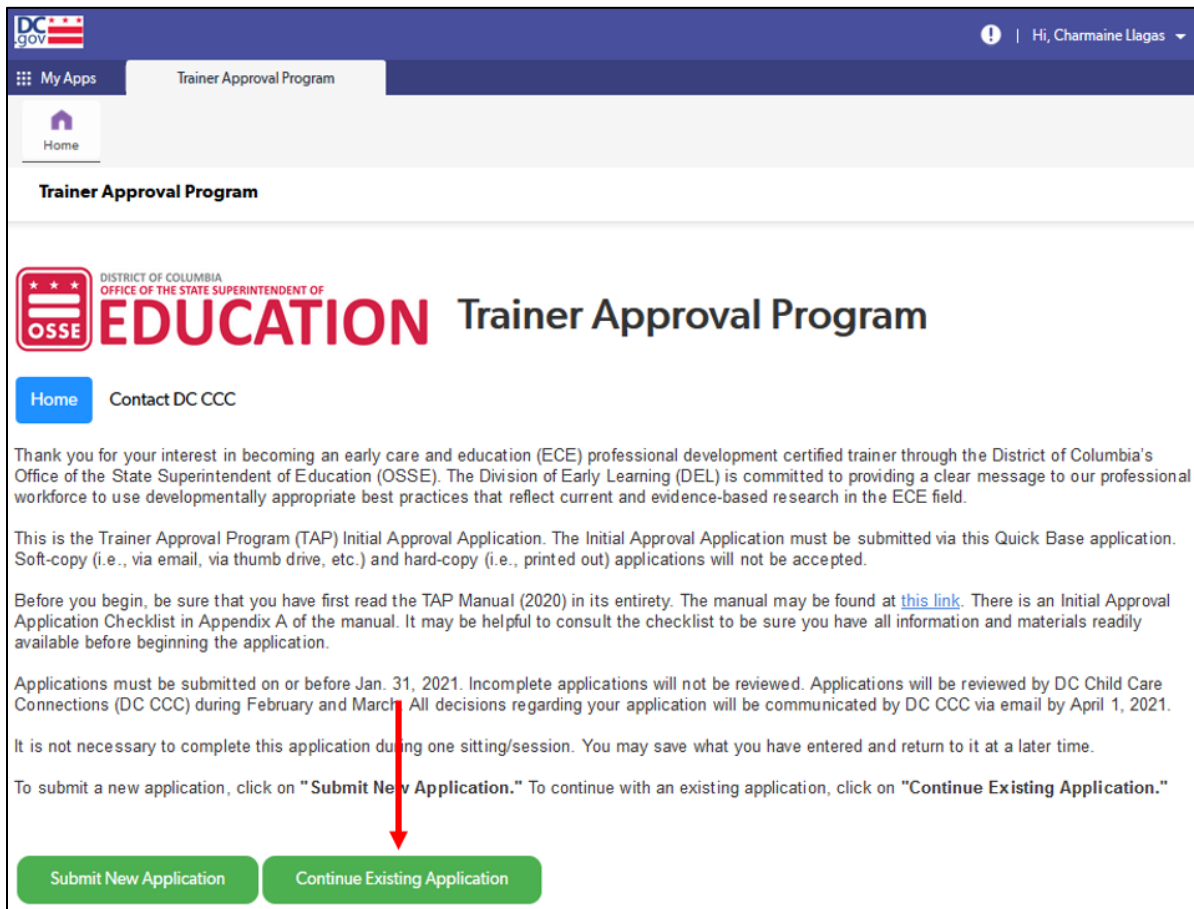 DC
.gov
Hi, Charmaine Llagas
My Apps
Trainer Approval Program
Home
Trainer Approval Program
OSSE
DISTRICT OF COLUMBIA
OFFICE OF THE STATE SUPERINTENDENT OF
EDUCATION
Trainer Approval Program
Home
Contact DC CCC
Thank you for your interest in becoming an early care and education (ECE) professional development certified trainer through the District of Columbia's
Office of the State Superintendent of Education (OSSE). The Division of Early Learning (DEL) is committed to providing a clear message to our professional
workforce to use developmentally appropriate best practices that reflect current and evidence-based research in the ECE field.
This is the Trainer Approval Program (TAP) Initial Approval Application. The Initial Approval Application must be submitted via this Quick Base application.
Soft-copy (i.e., via email, via thumb drive, etc.) and hard-copy (i.e., printed out) applications will not be accepted.
Before you begin, be sure that you have first read the TAP Manual (2020) in its entirety. The manual may be found at this link. There is an Initial Approval
Application Checklist in Appendix A of the manual. It may be helpful to consult the checklist to be sure you have all information and materials readily
available before beginning the application.
Applications must be submitted on or before Jan. 31, 2021. Incomplete applications will not be reviewed. Applications will be reviewed by DC Child Care
Connections (DC CCC) during February and March. All decisions regarding your application will be communicated by DC CCC via email by April 1, 2021.
It is not necessary to complete this application during one sitting/session. You may save what you have entered and return to it at a later time.
To submit a new application, click on "Submit New Application." To continue with an existing application, click on "Continue Existing Application."
Submit New Application
Continue Existing Application